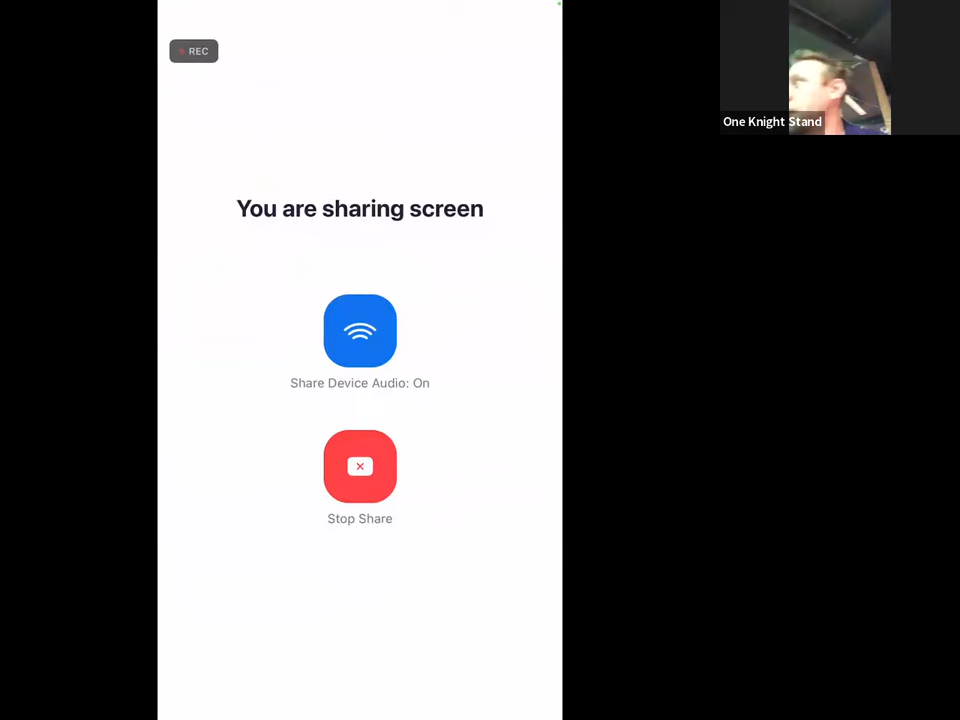 REC
One Knight Stand
You are sharing screen
Share Device Audio: On
Stop Share